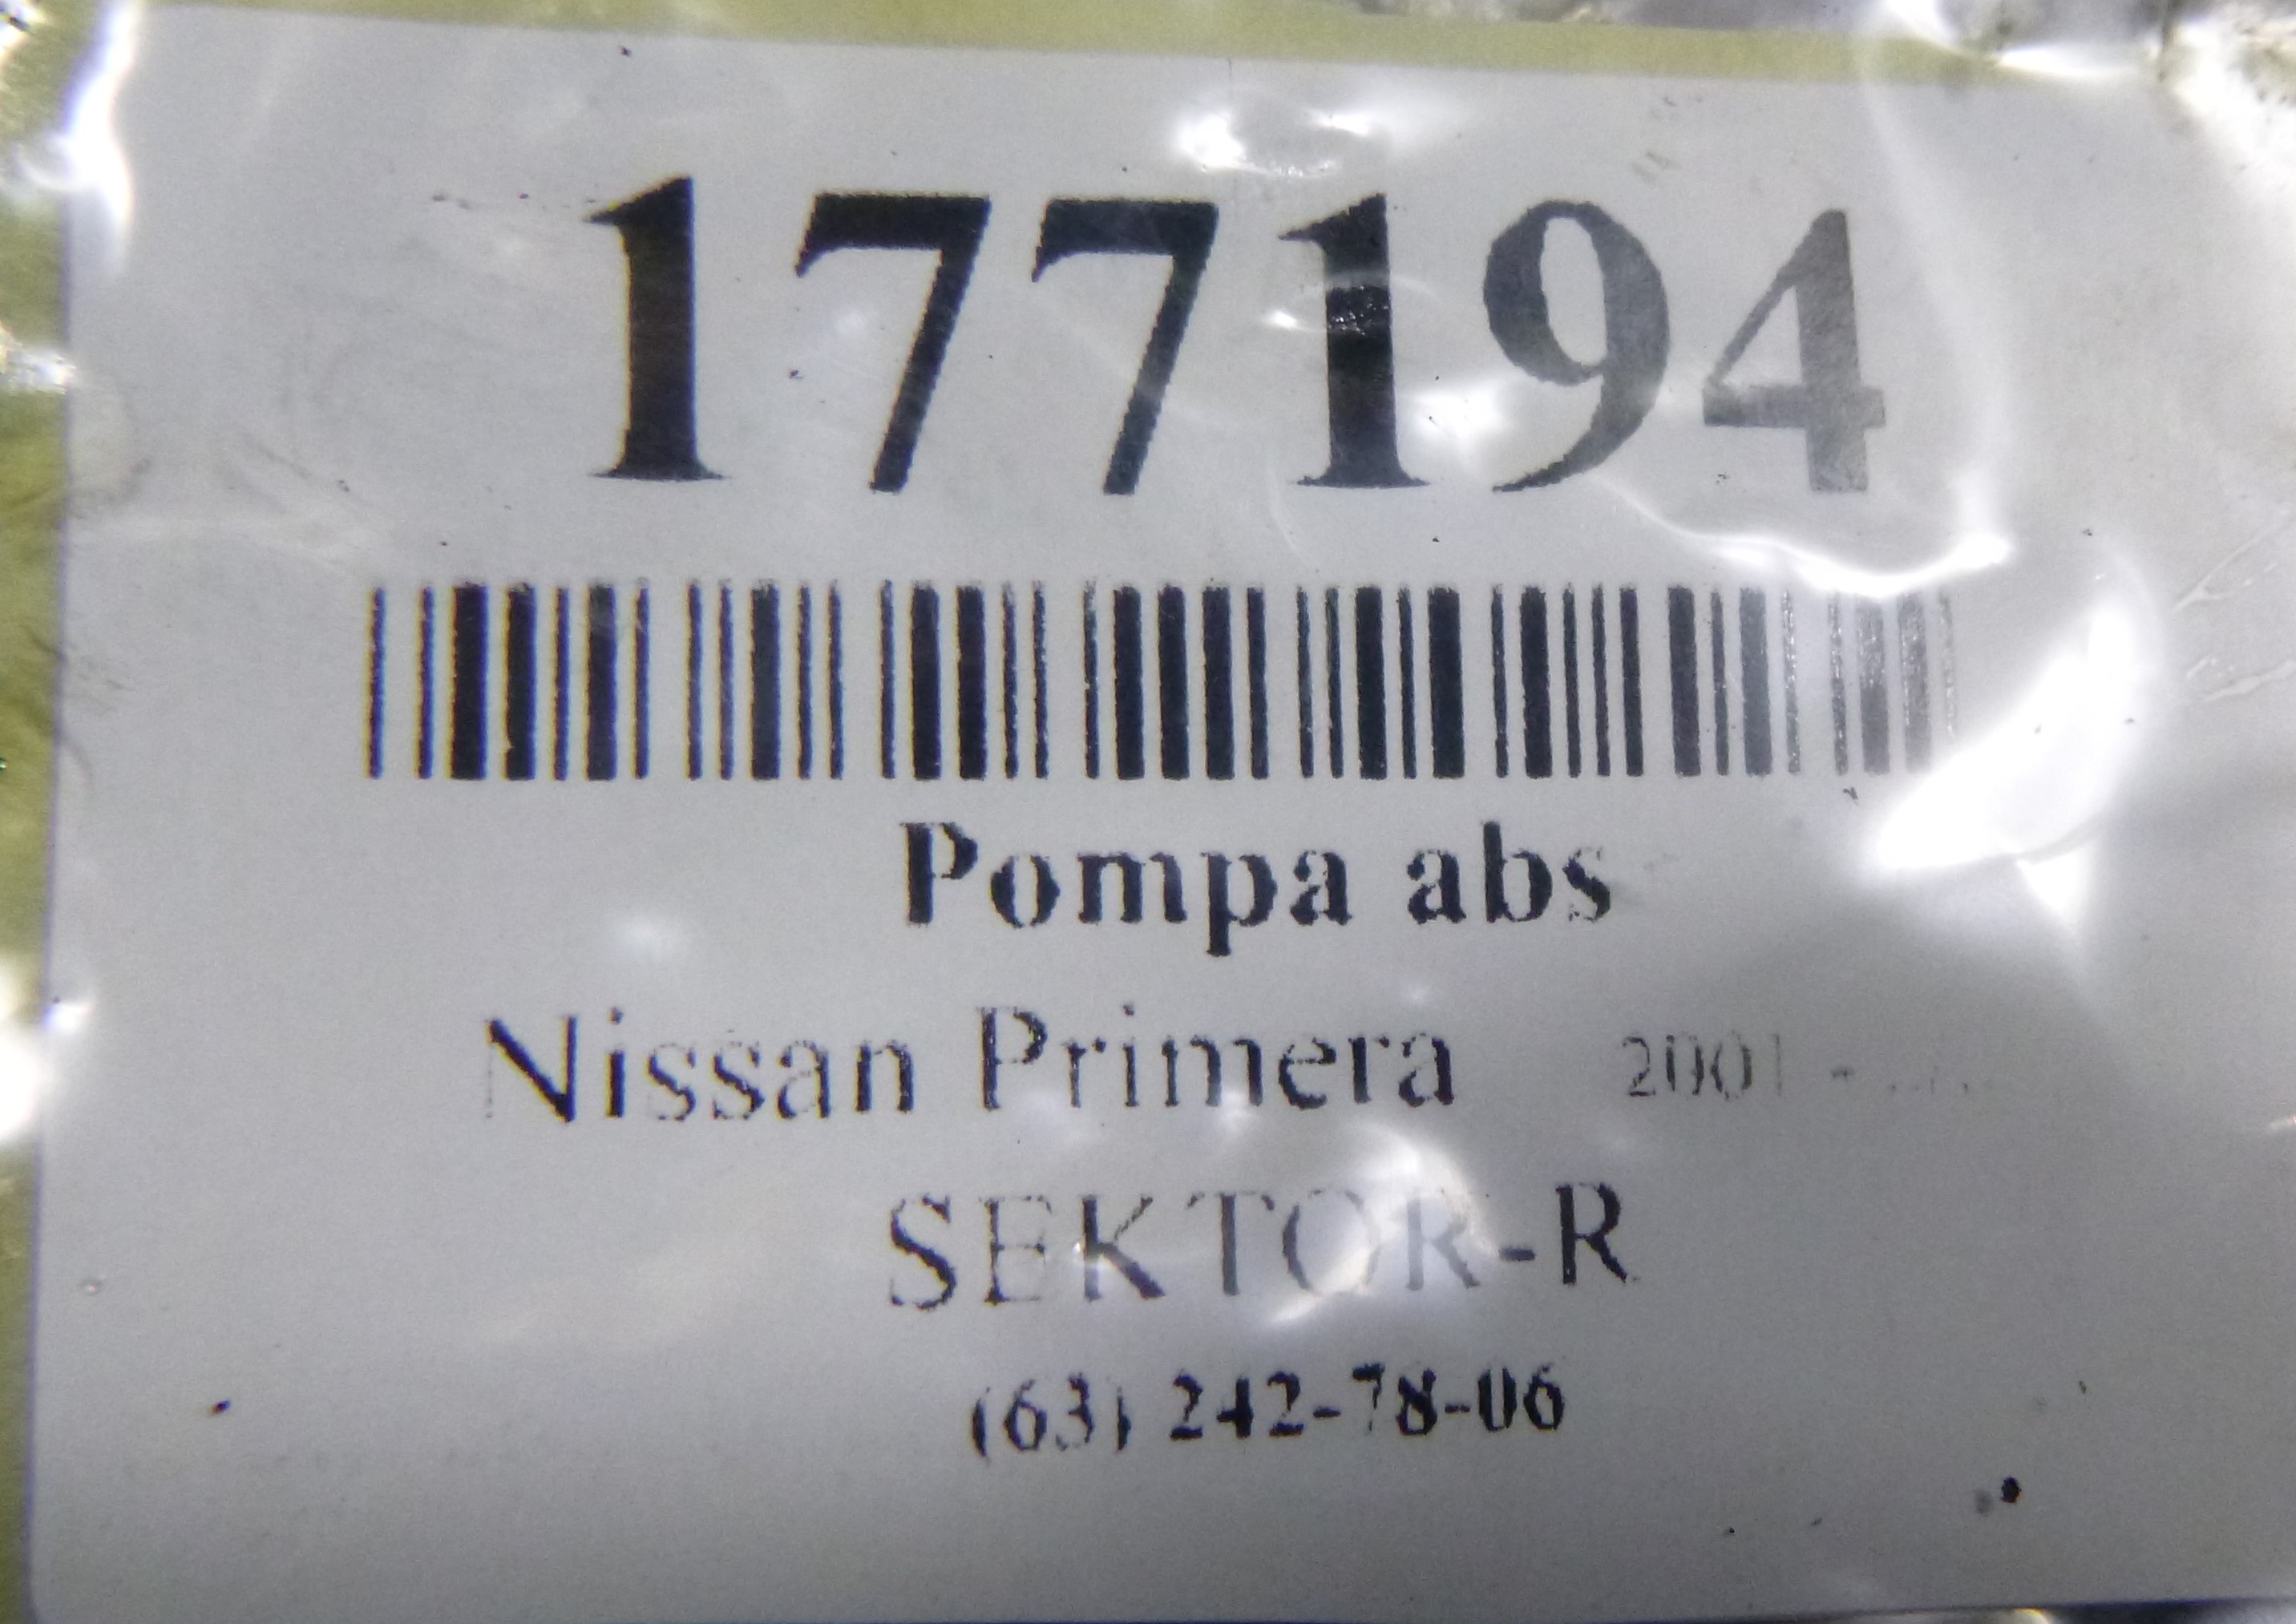 177194
Pompa abs
Nissan Primera 2001 -
SEKTOR-R
(63) 242-78-06